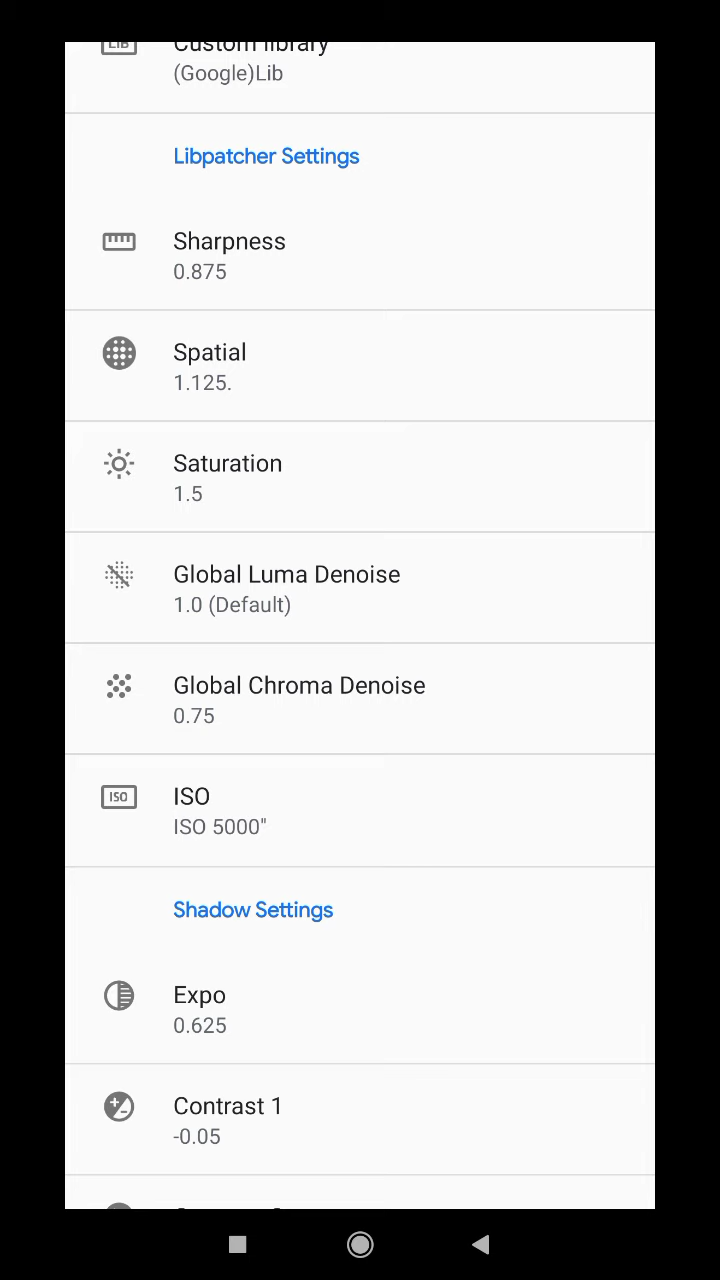 Custom library
(Google)Lib
Libpatcher Settings
Sharpness
0.875
Spatial
1.125.
Saturation
1.5
Global Luma Denoise
1.0 (Default)
Global Chroma Denoise
0.75
ISO
ISO
ISO 5000"
Shadow Settings
Expo
0.625
Contrast 1
-0.05